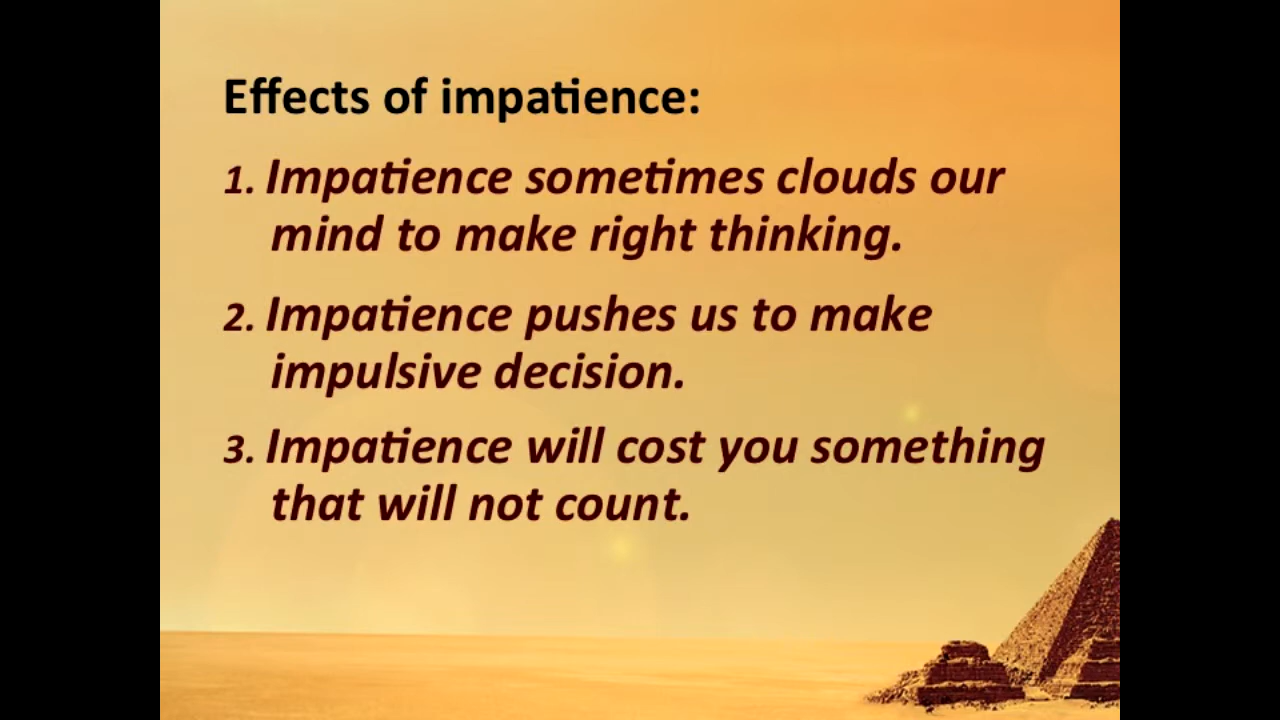 Effects of impatience:
1. Impatience sometimes clouds our
mind to make right thinking.
2. Impatience pushes us to make
impulsive decision.
3. Impatience will cost you something
that will not count.